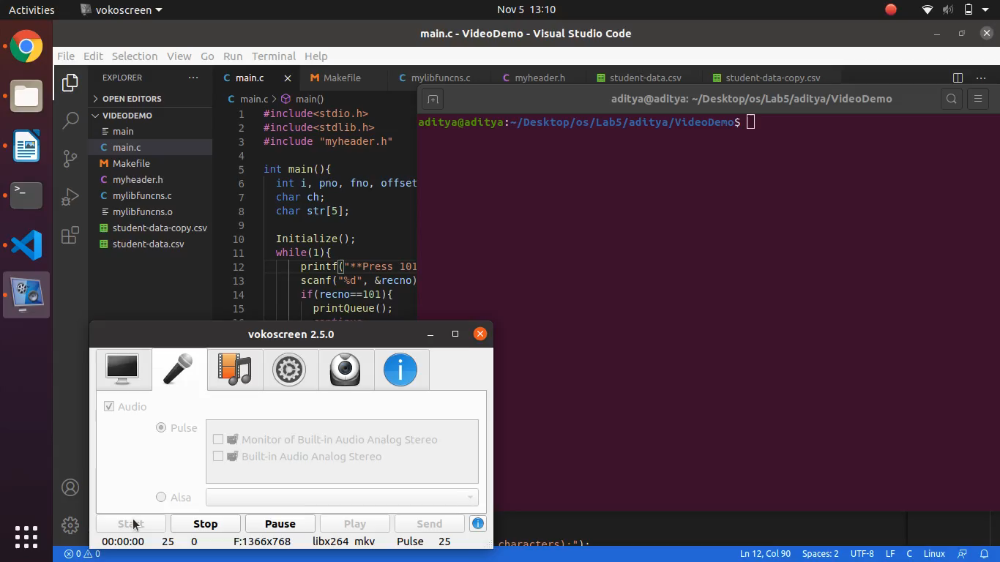 Activities
vokoscreen
Nov 5 13:10
main.c - VideoDemo - Visual Studio Code
File Edit Selection View Go Run Terminal Help
EXPLORER
main.c
Makefile
mylibfuncns.c
myheader.h
student-data.csv
student-data-copy.csv
OPEN EDITORS
VIDEODEMO
main
main.c
Makefile
myheader.h
mylibfuncns.c
mylibfuncns.o
student-data-copy.csv
student-data.csv
main.c > main()
1 #include<stdio.h>
2 #include<stdlib.h>
3 #include "myheader.h"
4
5 int main(){
6 int i, pno, fno, offset
7 char ch;
8 char str[5];
9
10 Initialize();
11 while(1){
12 printf("**Press 101
13 scanf("%d", &recno)
14 if(recno==101){
15 printQueue();
aditya@aditya: ~/Desktop/os/Lab5/aditya/VideoDemo
aditya@aditya:~/Desktop/os/Lab5/aditya/VideoDemo$
vokoscreen 2.5.0
Audio
Pulse
Monitor of Built-in Audio Analog Stereo
Built-in Audio Analog Stereo
Alsa
Start Stop Pause Play Send
00:00:00 25 0 F:1366x768 libx264 mkv Pulse 25
characters):");
0 0
Ln 12, Col 90 Spaces: 2 UTF-8 LF C Linux